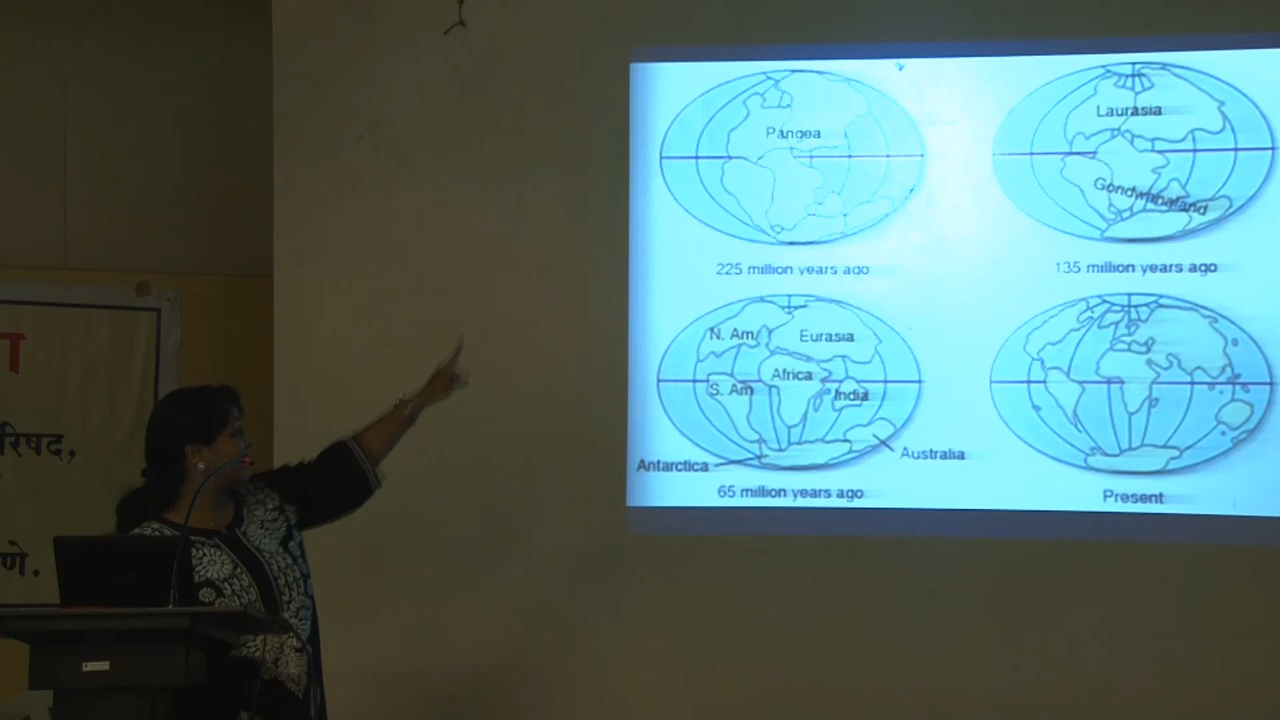 Pangea
225 million years ago
Laurasia
Gondwnaland
135 million years ago
N. Am.
Eurasia
Africa
S. Am
India
Antarctica
Australia
65 million years ago
Present
रिषद,
णे.